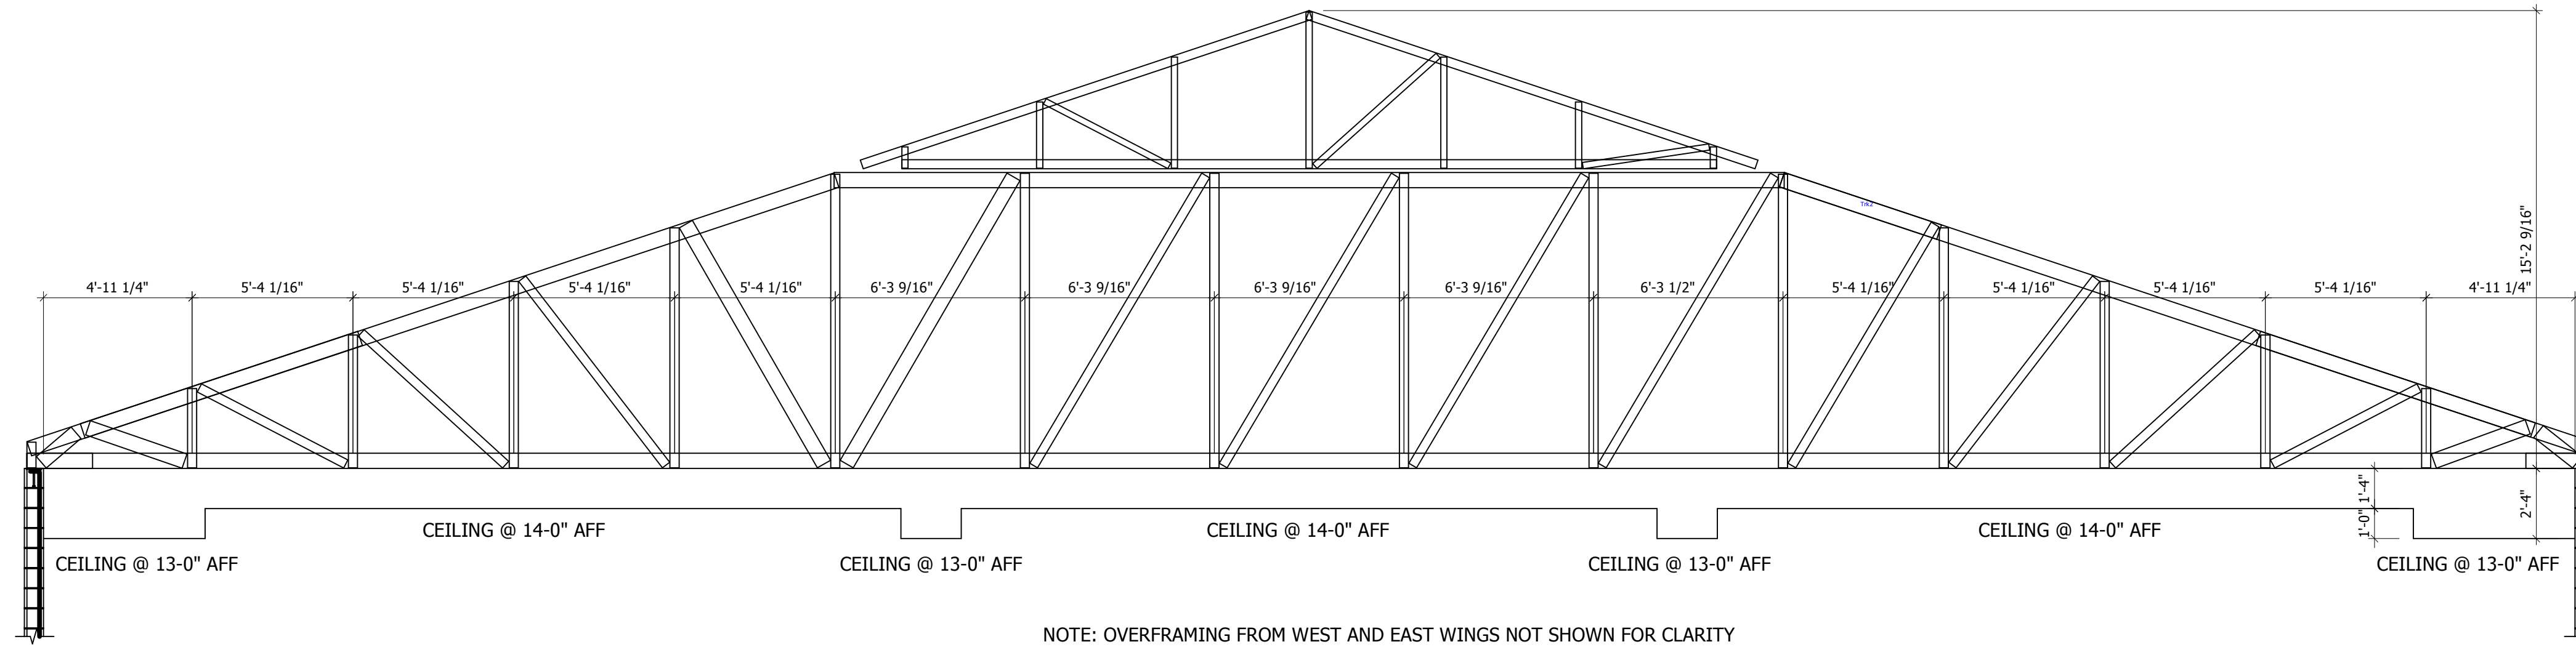 Trk2
15'-2 9/16"
4'-11 1/4"
5'-4 1/16"
5'-4 1/16"
5'-4 1/16"
5'-4 1/16"
6'-3 9/16"
6'-3 9/16"
6'-3 9/16"
6'-3 9/16"
6'-3 1/2"
5'-4 1/16"
5'-4 1/16"
5'-4 1/16"
5'-4 1/16"
4'-11 1/4"
1'-4"
1'-0"
2'-4"
CEILING @ 14-0" AFF
CEILING @ 14-0" AFF
CEILING @ 14-0" AFF
CEILING @ 13-0" AFF
CEILING @ 13-0" AFF
CEILING @ 13-0" AFF
CEILING @ 13-0" AFF
NOTE: OVERFRAMING FROM WEST AND EAST WINGS NOT SHOWN FOR CLARITY